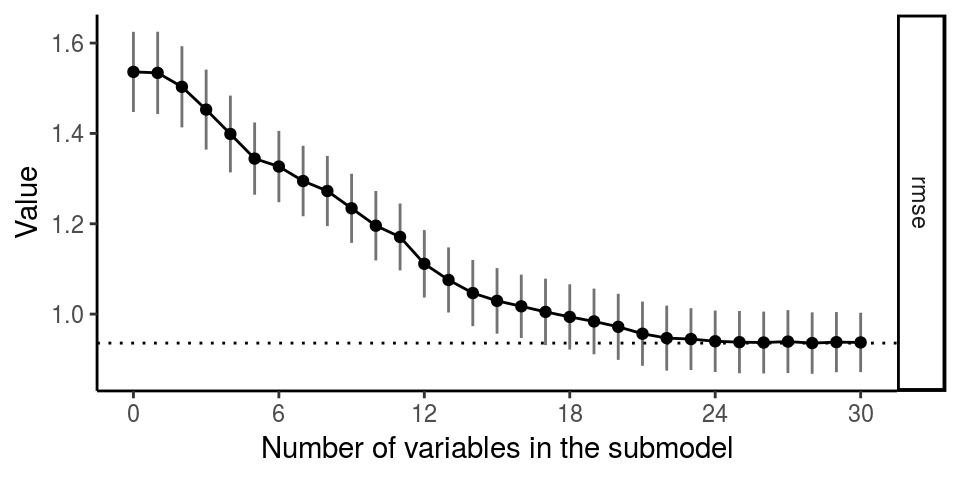 1.6
1.4
1.2
1.0
Value
0 6 12 18 24 30
Number of variables in the submodel
rmse